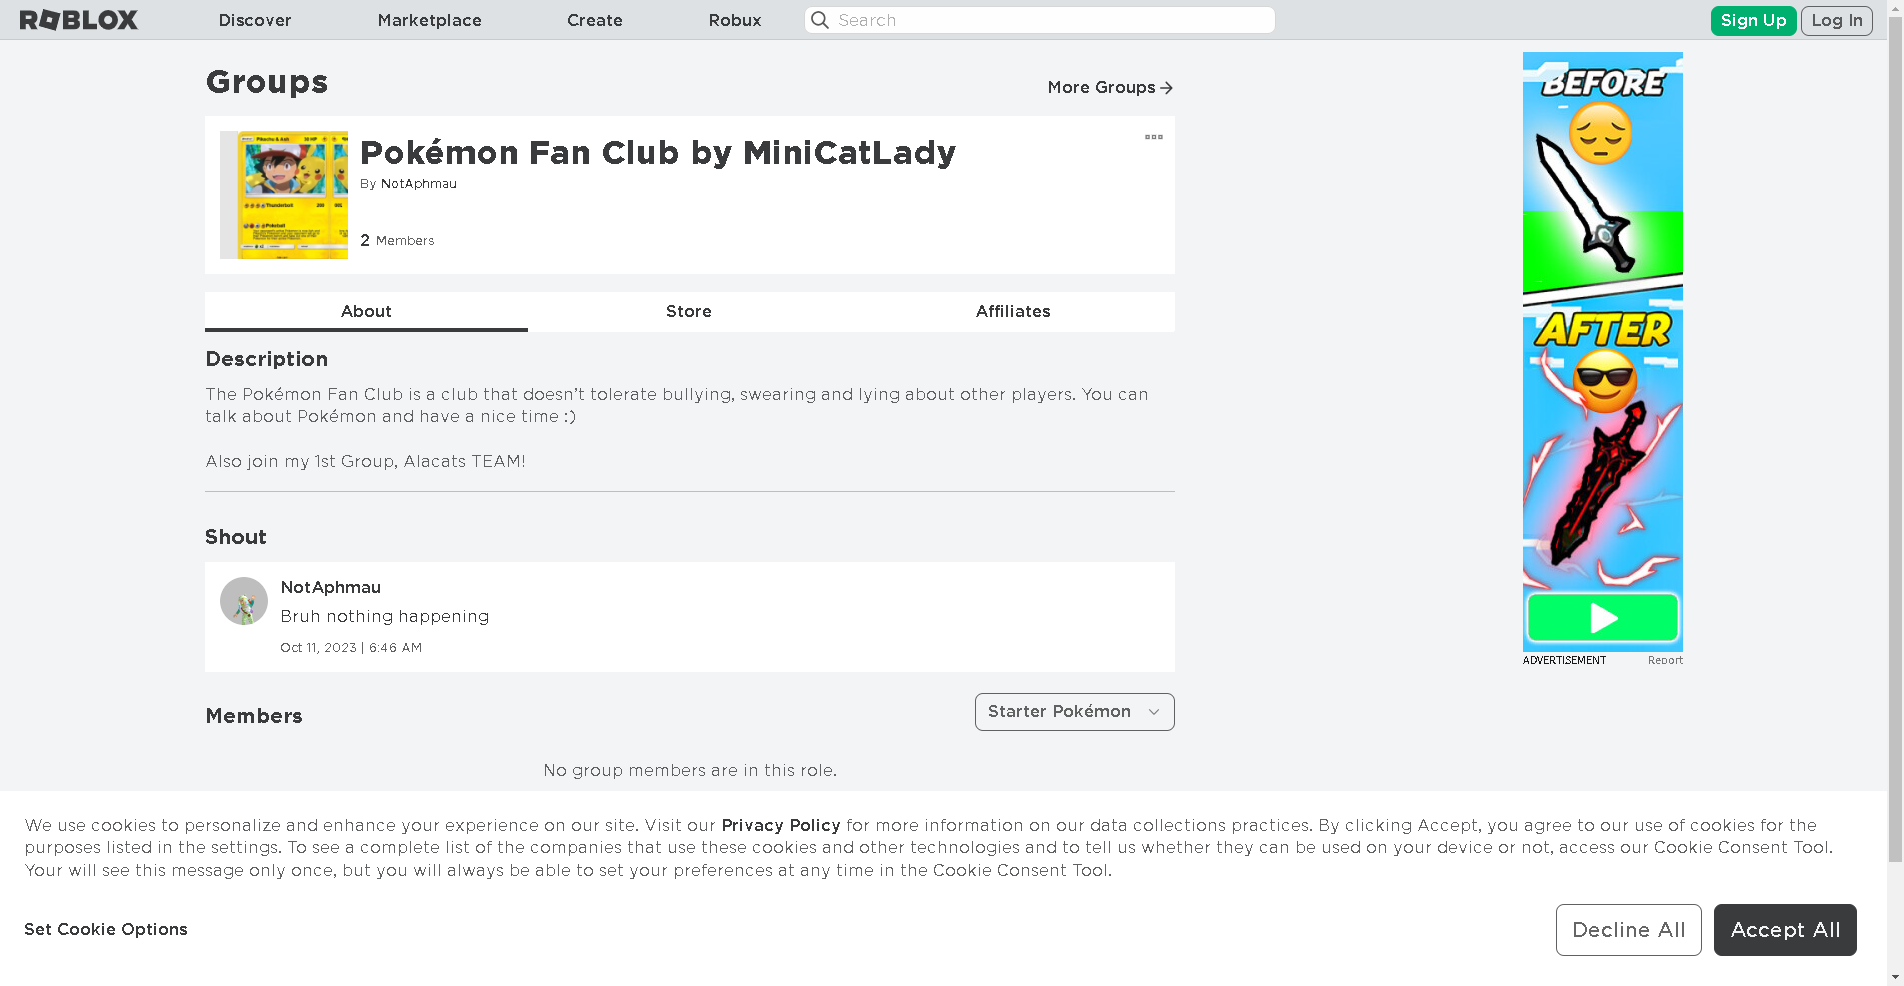 ROBLOX
Discover
Marketplace
Create
Robux
Search
Sign Up
Log In
Groups
More Groups
Pikachu & Ash
Thunderbolt
Pokeball
Pokémon Fan Club by MiniCatLady
By NotAphmau
2 Members
About
Store
Affiliates
Description
The Pokémon Fan Club is a club that doesn’t tolerate bullying, swearing and lying about other players. You can
talk about Pokémon and have a nice time :)
Also join my 1st Group, Alacats TEAM!
Shout
NotAphmau
Bruh nothing happening
Oct 11, 2023 | 6:46 AM
Members
Starter Pokémon
No group members are in this role.
BEFORE
AFTER
ADVERTISEMENT
Report
We use cookies to personalize and enhance your experience on our site. Visit our Privacy Policy for more information on our data collections practices. By clicking Accept, you agree to our use of cookies for the
purposes listed in the settings. To see a complete list of the companies that use these cookies and other technologies and to tell us whether they can be used on your device or not, access our Cookie Consent Tool.
Your will see this message only once, but you will always be able to set your preferences at any time in the Cookie Consent Tool.
Set Cookie Options
Decline All
Accept All